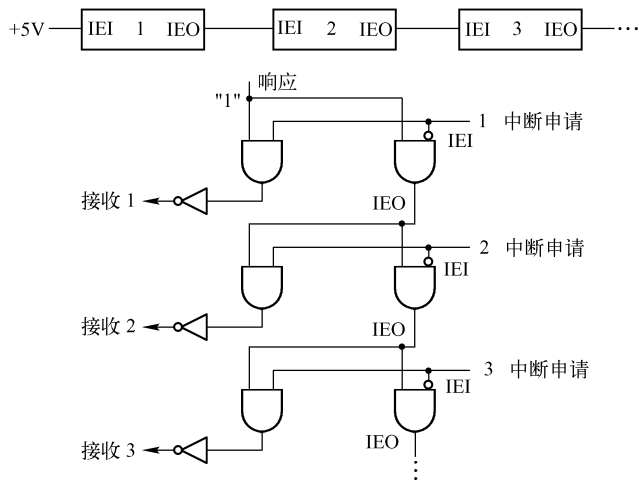 +5V IEI 1 IEO IEI 2 IEO IEI 3 IEO ···
响应
"1"
1 中断申请
IEI
接收 1
IEO
2 中断申请
IEI
接收 2
IEO
3 中断申请
IEI
接收 3
IEO